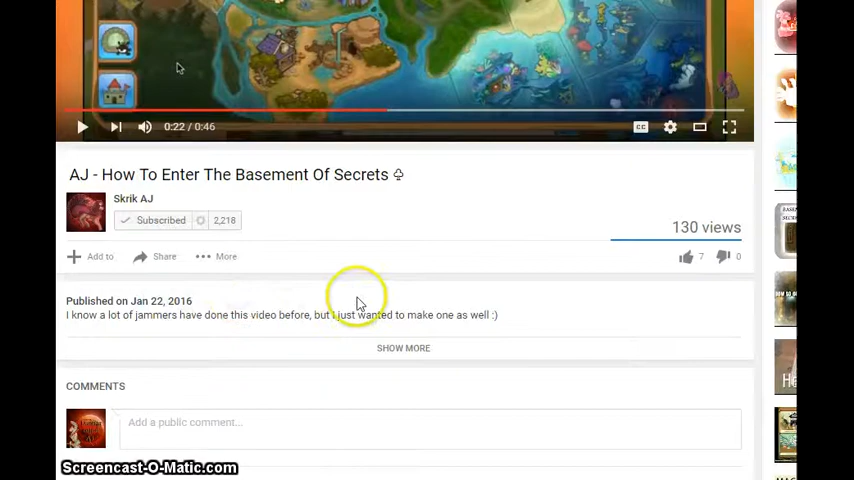 0:22 / 0:46
CC
AJ - How To Enter The Basement Of Secrets ♧
Skrik AJ
Subscribed 2,218
130 views
Add to Share More 7 0
Published on Jan 22, 2016
I know a lot of jammers have done this video before, but I just wanted to make one as well :)
SHOW MORE
COMMENTS
Add a public comment...
Screencast-O-Matic.com